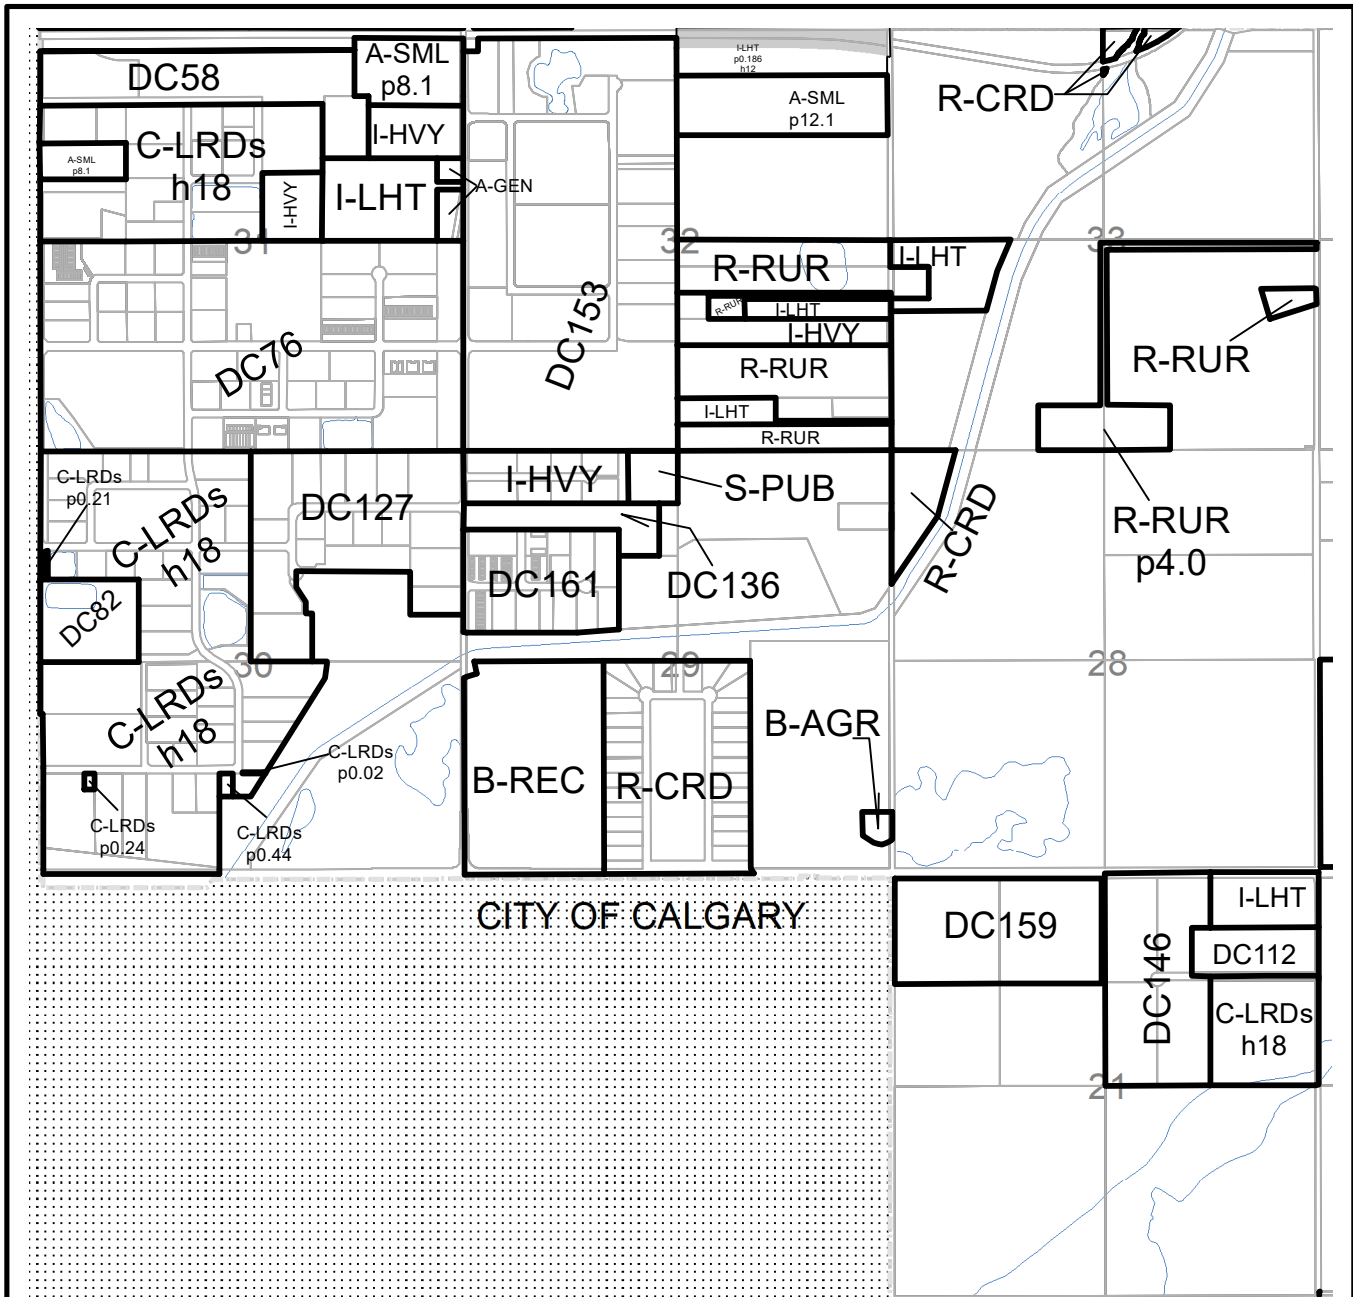 DC58
A-SML
p8.1
I-LHT
p0.186
h12
A-SML
p12.1
R-CRD
C-LRDs
h18
I-HVY
A-SML
p8.1
I-HVY
I-LHT
A-GEN
31
32
33
R-RUR
I-LHT
DC153
R-RUR
I-LHT
I-HVY
DC76
R-RUR
R-RUR
I-LHT
R-RUR
C-LRDs
p0.21
C-LRDs
h18
DC127
I-HVY
S-PUB
R-CRD
R-RUR
p4.0
DC161
DC136
DC82
30
29
28
C-LRDs
h18
B-AGR
C-LRDs
p0.02
B-REC
R-CRD
C-LRDs
p0.24
C-LRDs
p0.44
CITY OF CALGARY
DC159
DC146
I-LHT
DC112
C-LRDs
h18
21